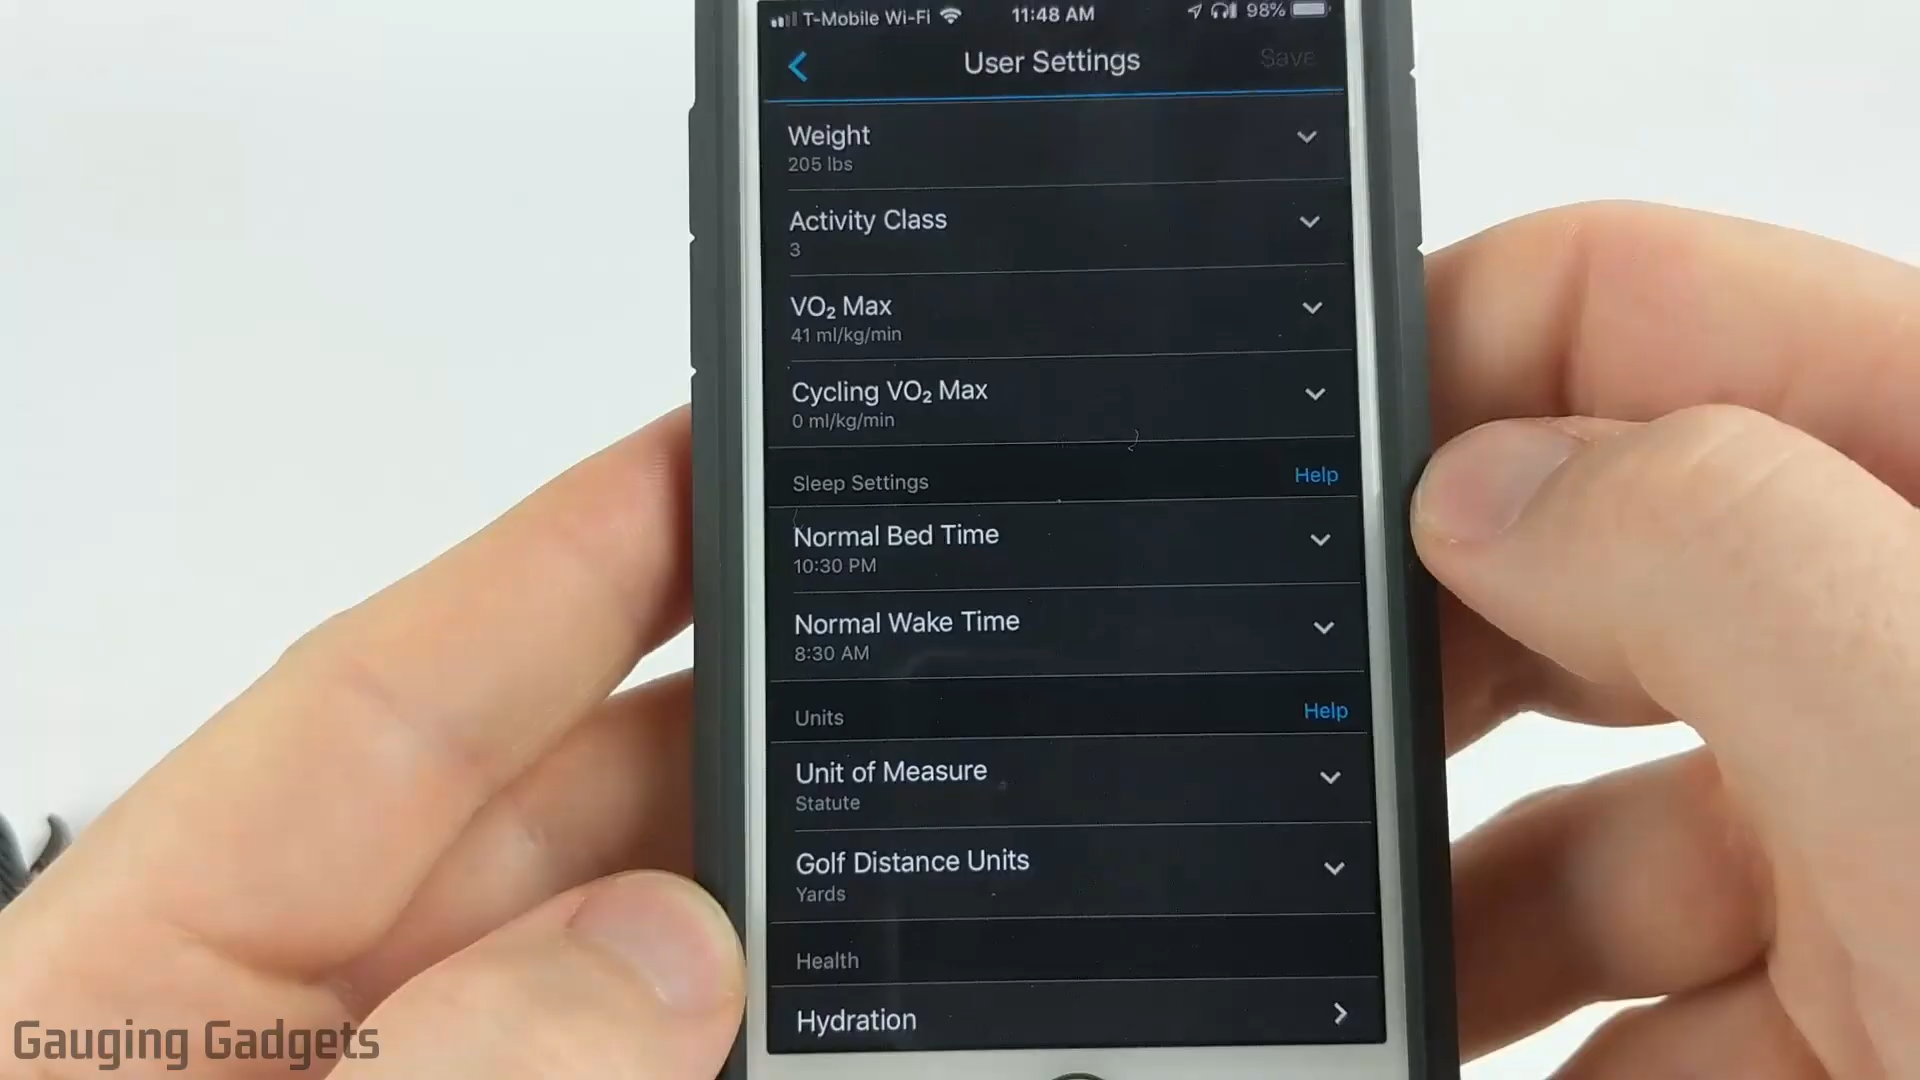 T-Mobile Wi-Fi 11:48 AM 98%
User Settings Save
Weight
205 lbs
Activity Class
3
VO₂ Max
41 ml/kg/min
Cycling VO₂ Max
0 ml/kg/min
Sleep Settings Help
Normal Bed Time
10:30 PM
Normal Wake Time
8:30 AM
Units Help
Unit of Measure
Statute
Golf Distance Units
Yards
Health
Hydration
Gauging Gadgets